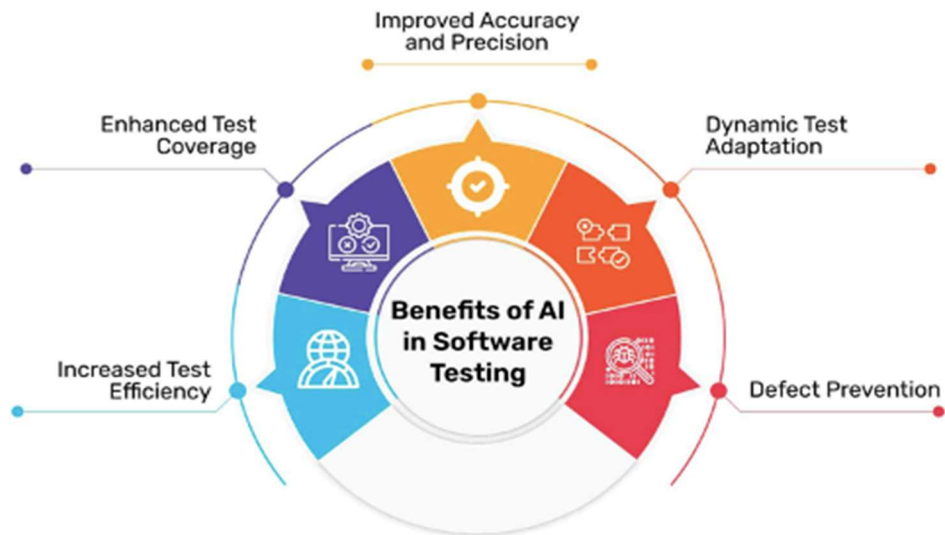 Improved Accuracy
and Precision
Enhanced Test
Coverage
Dynamic Test
Adaptation
Benefits of AI
in Software
Testing
Increased Test
Efficiency
Defect Prevention